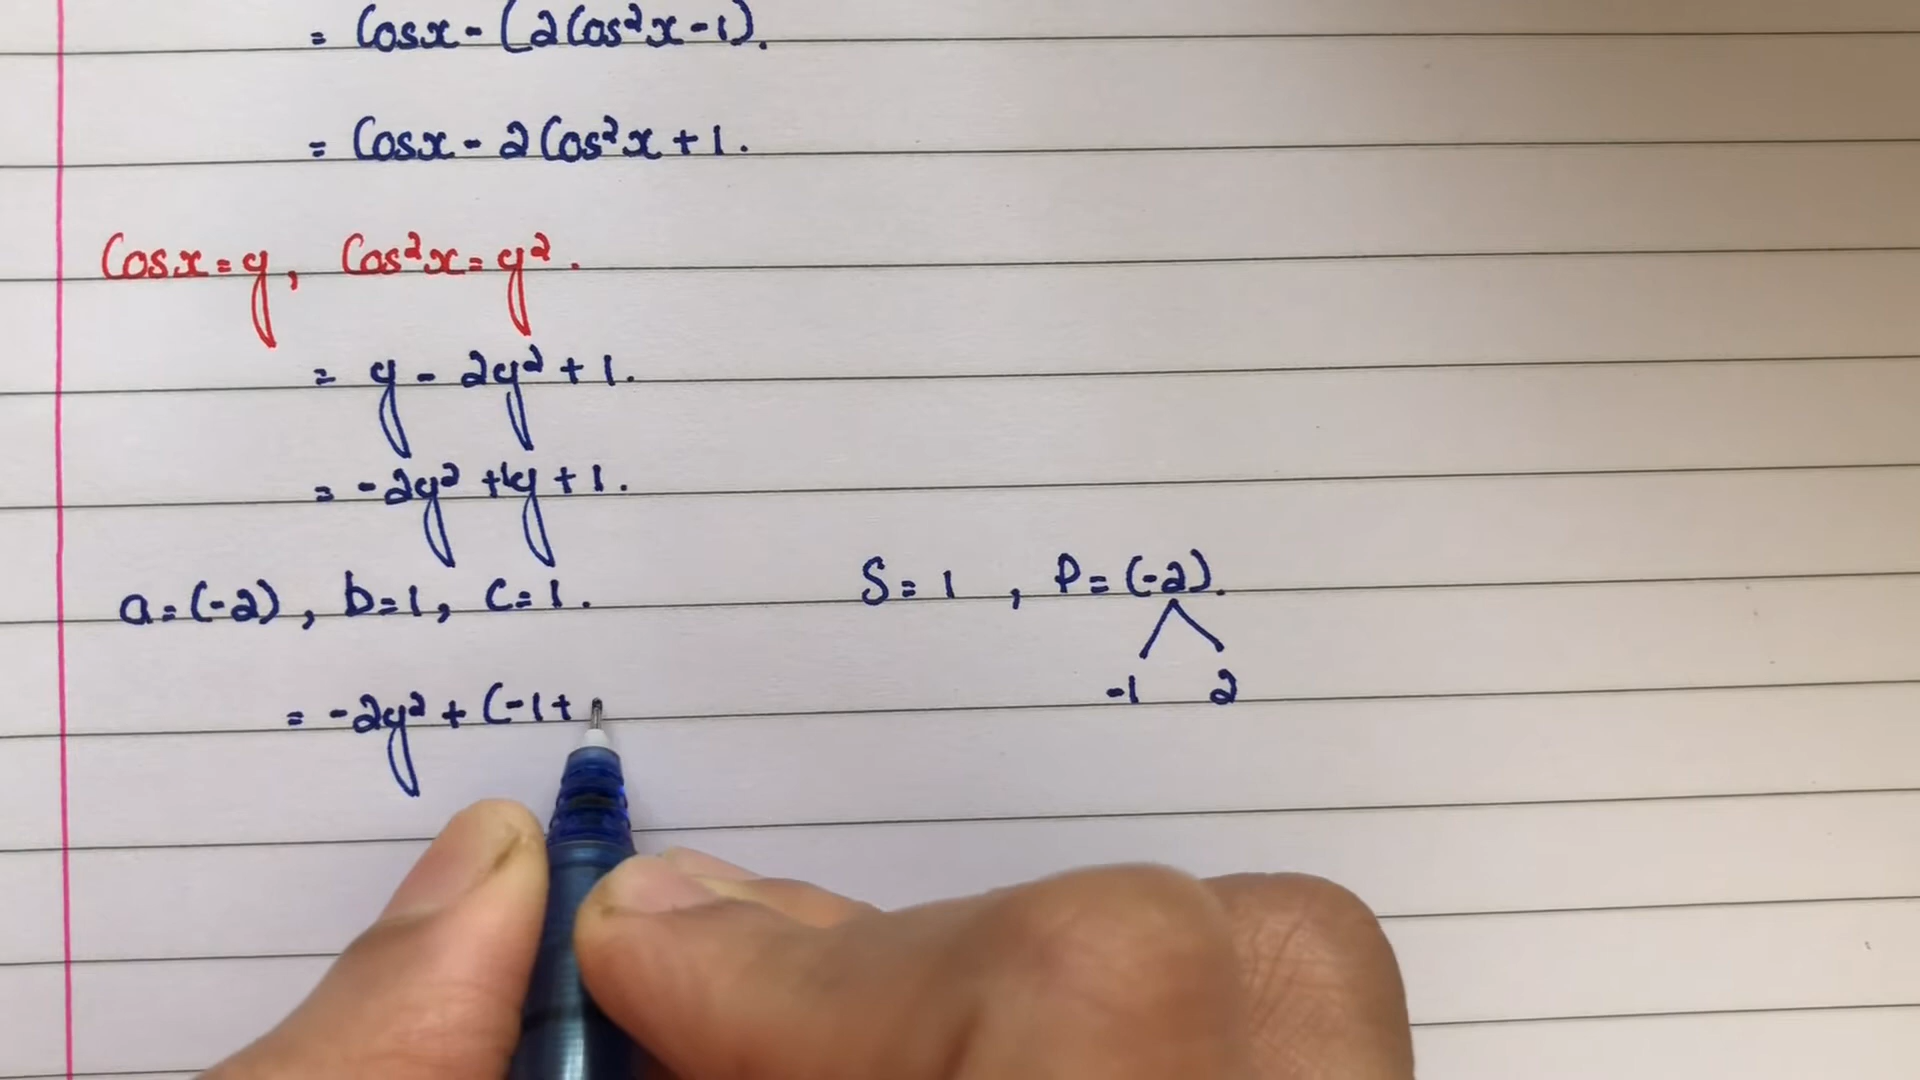 = Cosx - (2Cos²x - 1).
= Cosx - 2Cos²x + 1.
Cosx = y, Cos²x = y².
= y - 2y² + 1.
= -2y² + 1y + 1.
a = (-2), b = 1, c = 1. S = 1, P = (-2).
-1 2
= -2y² + (-1 +